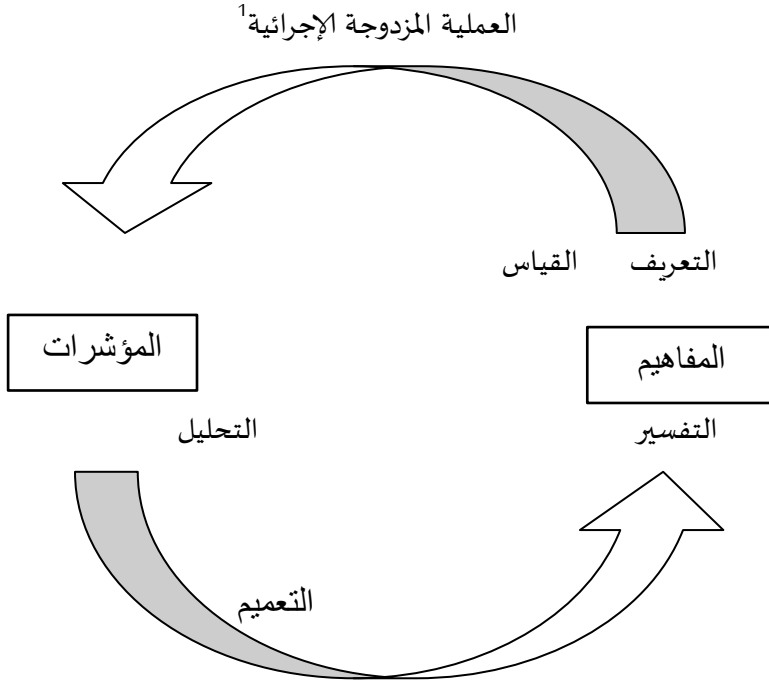 العملية المزدوجة الإجرائية1
التعريف القياس
المفاهيم
المؤشرات
التفسير
التحليل
التعميم